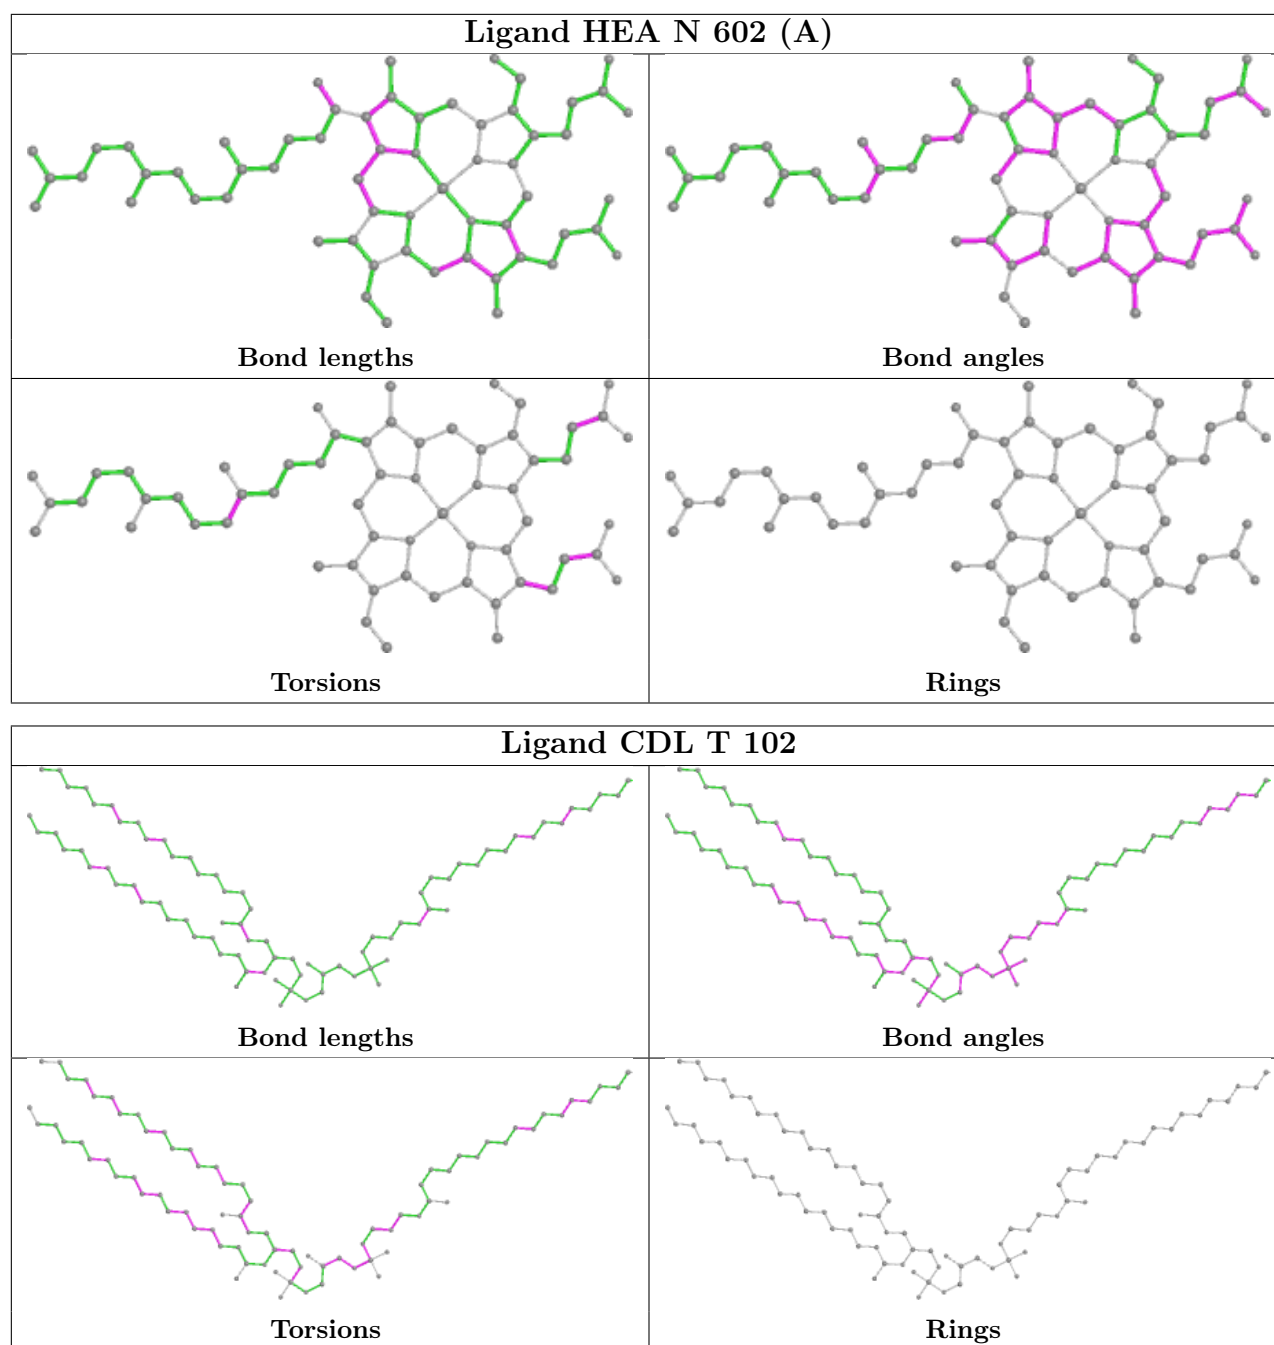 Ligand HEA N 602 (A)
Bond lengths
Bond angles
Torsions
Rings
Ligand CDL T 102
Bond lengths
Bond angles
Torsions
Rings